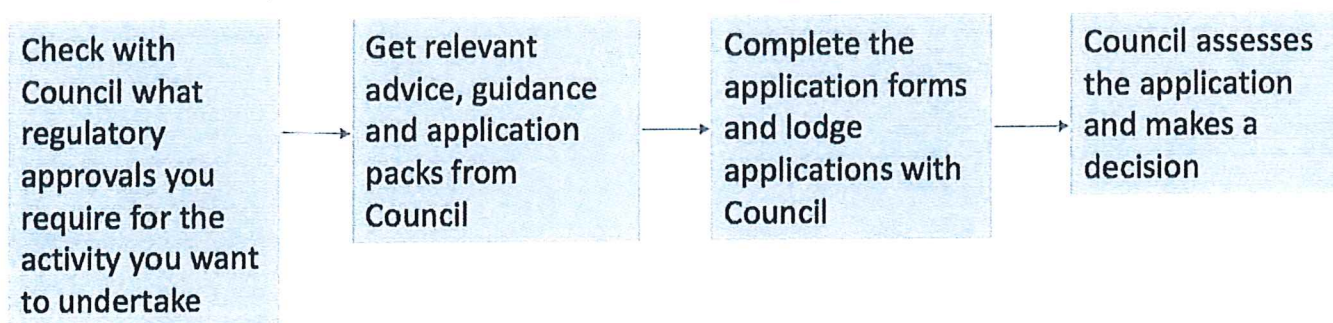 Check with
Council what
regulatory
approvals you
require for the
activity you want
to undertake
Get relevant
advice, guidance
and application
packs from
Council
Complete the
application forms
and lodge
applications with
Council
Council assesses
the application
and makes a
decision